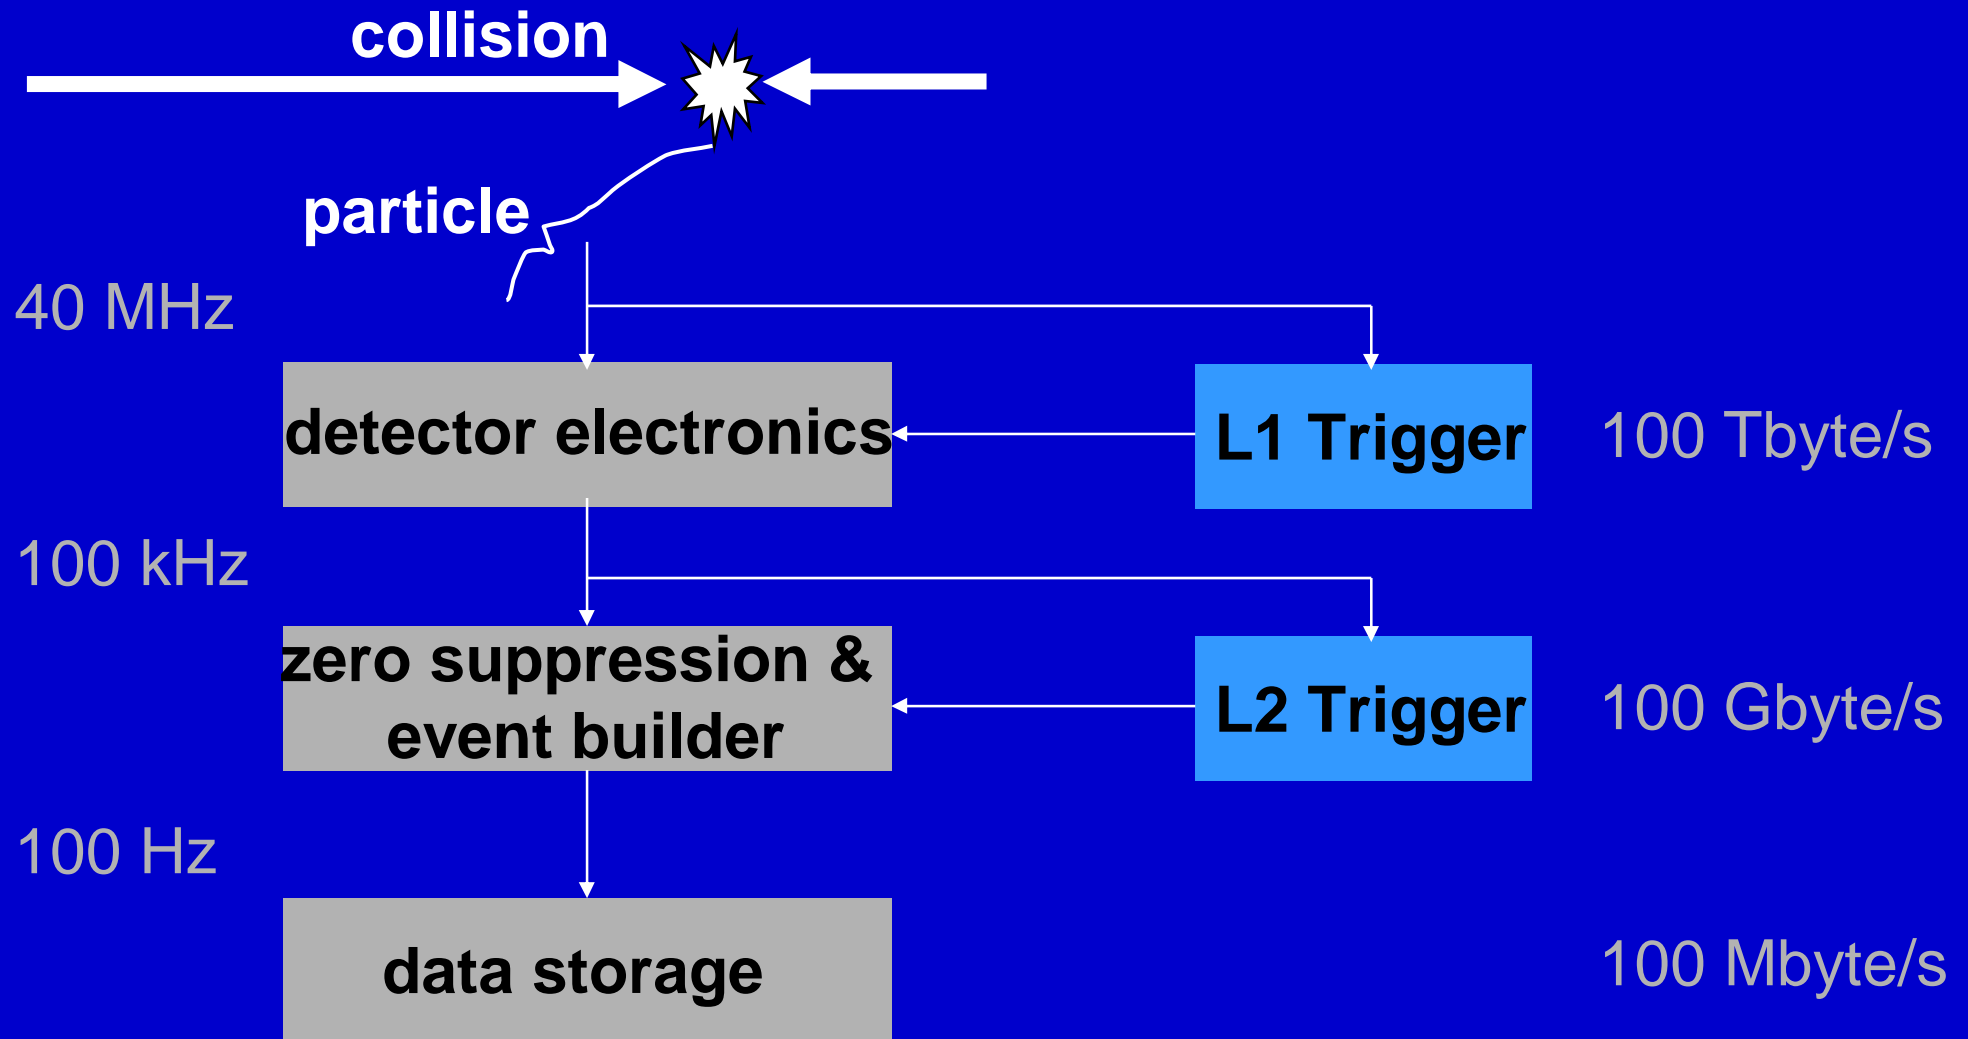 collision
particle
40 MHz
detector electronics
L1 Trigger
100 Tbyte/s
100 kHz
zero suppression &
event builder
L2 Trigger
100 Gbyte/s
100 Hz
data storage
100 Mbyte/s